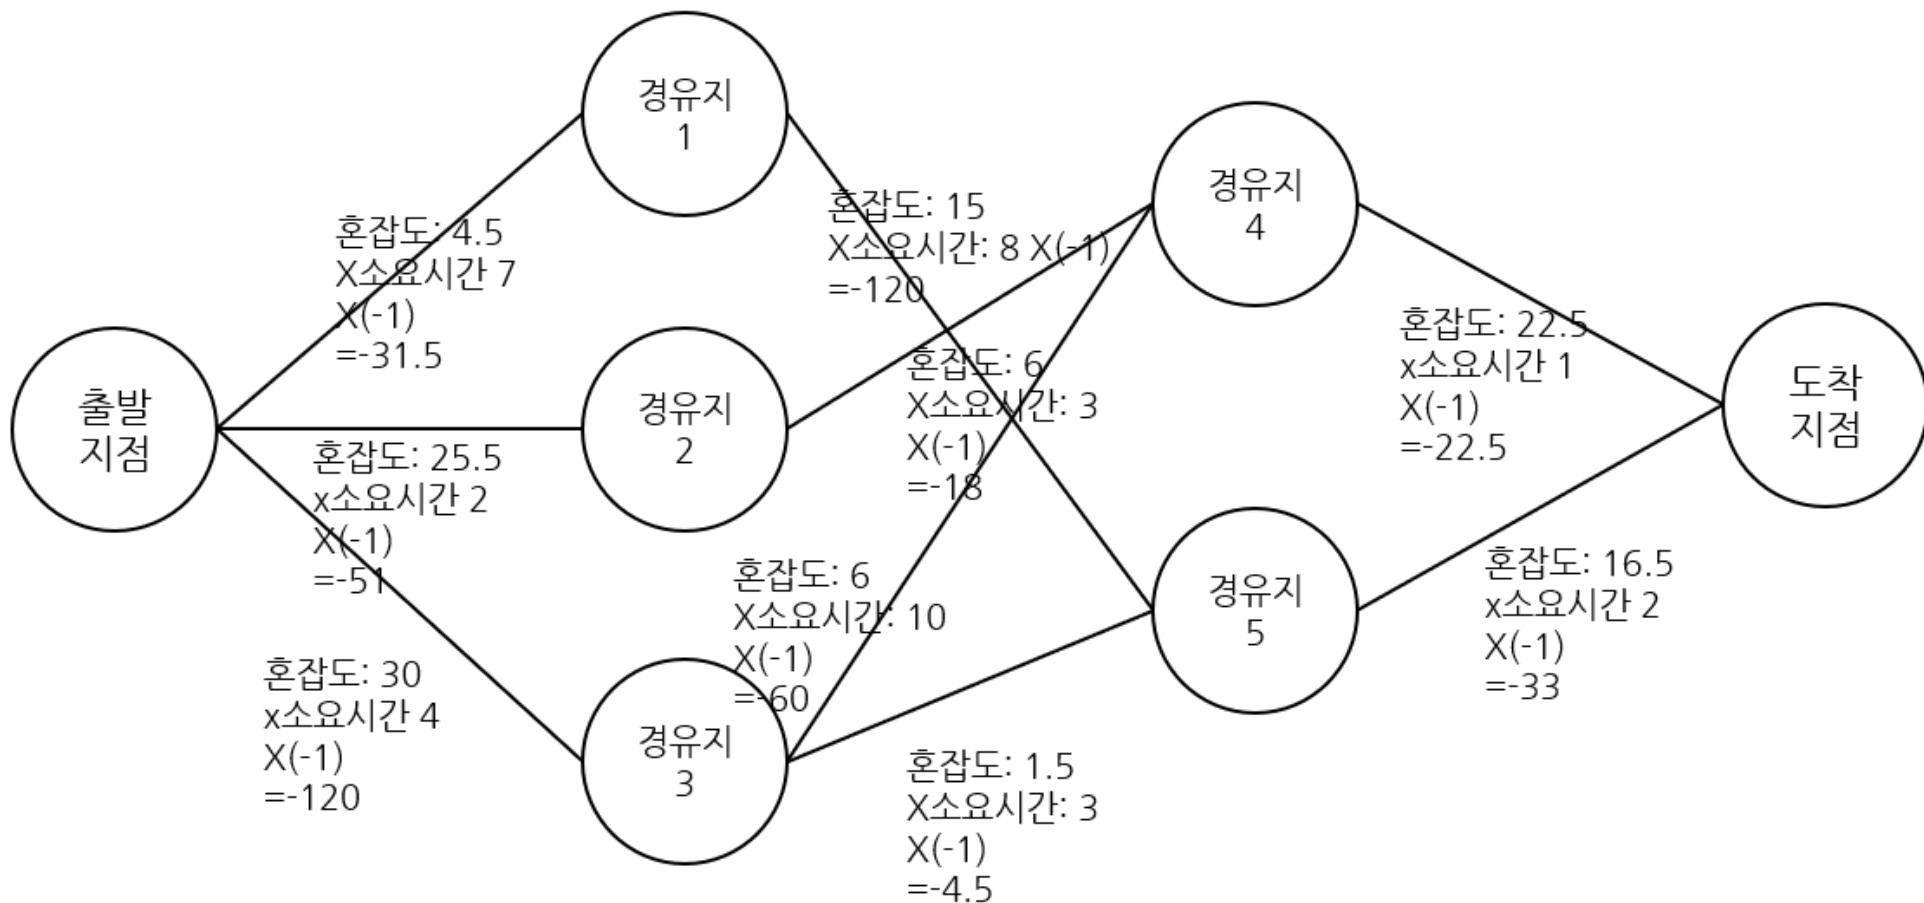 경유지
1
경유지
4
혼잡도: 15
X소요시간: 8 X(-1)
=-120
혼잡도: 4.5
X소요시간 7
X(-1)
=-31.5
혼잡도: 22.5
x소요시간 1
X(-1)
=-22.5
출발
지점
경유지
2
혼잡도: 6
X소요시간: 3
X(-1)
=-18
도착
지점
혼잡도: 25.5
x소요시간 2
X(-1)
=-51
혼잡도: 6
X소요시간: 10
X(-1)
=-60
경유지
5
혼잡도: 16.5
x소요시간 2
X(-1)
=-33
혼잡도: 30
x소요시간 4
X(-1)
=-120
경유지
3
혼잡도: 1.5
X소요시간: 3
X(-1)
=-4.5